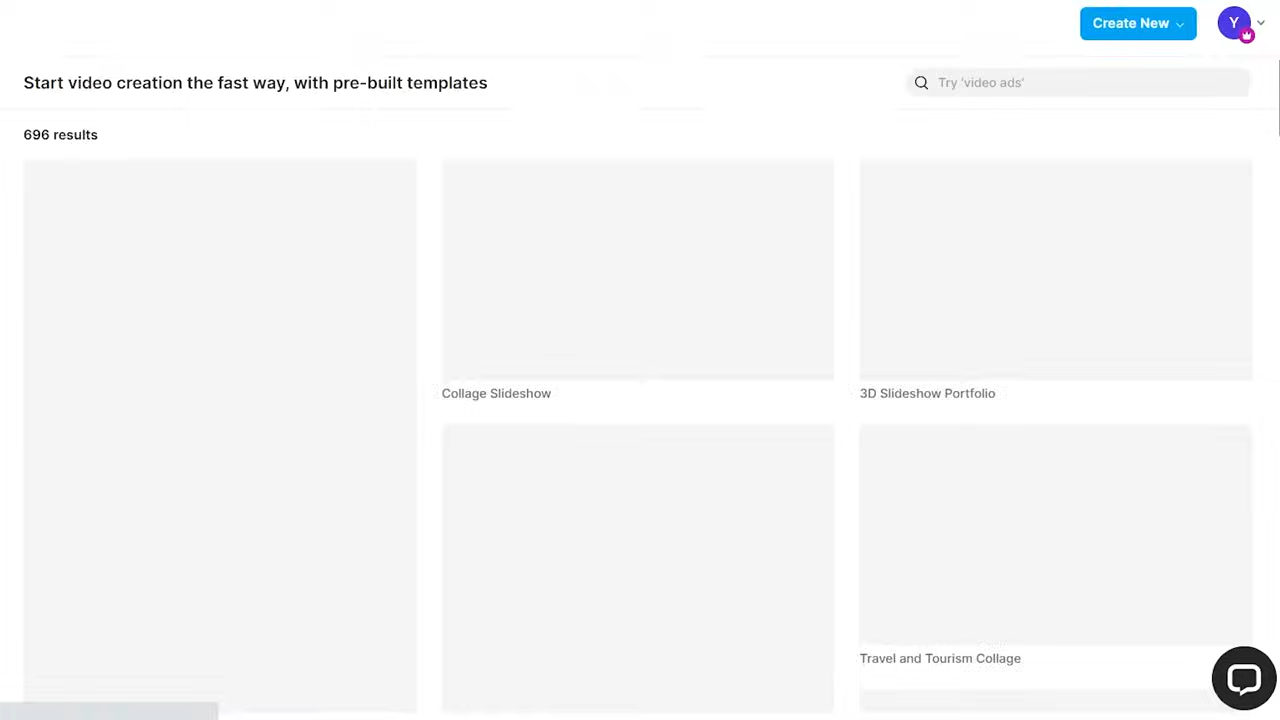 Create New
Y
Start video creation the fast way, with pre-built templates
Try 'video ads'
696 results
Collage Slideshow
3D Slideshow Portfolio
Travel and Tourism Collage